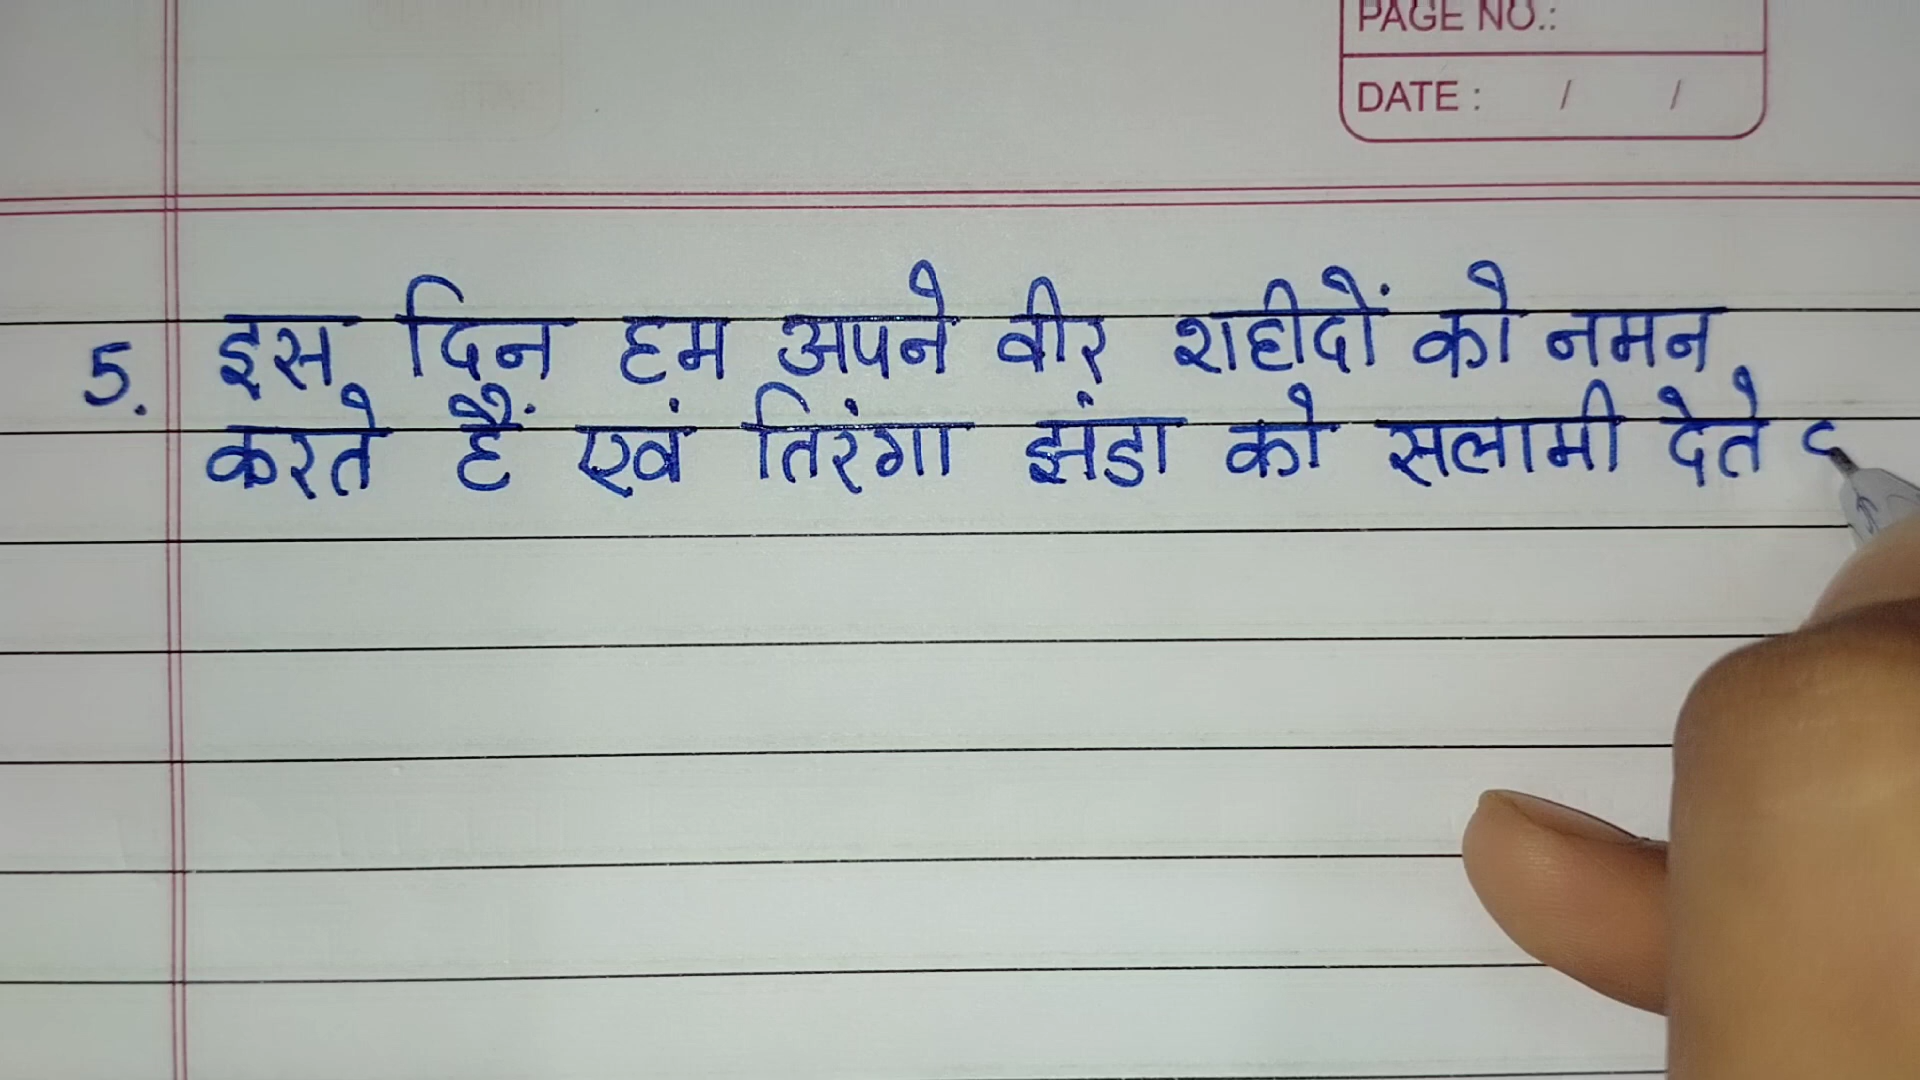 PAGE NO.:
DATE : / /
5. इस दिन हम अपने वीर शहीदों को नमन
करते हैं एवं तिरंगा झंडा को सलामी देते